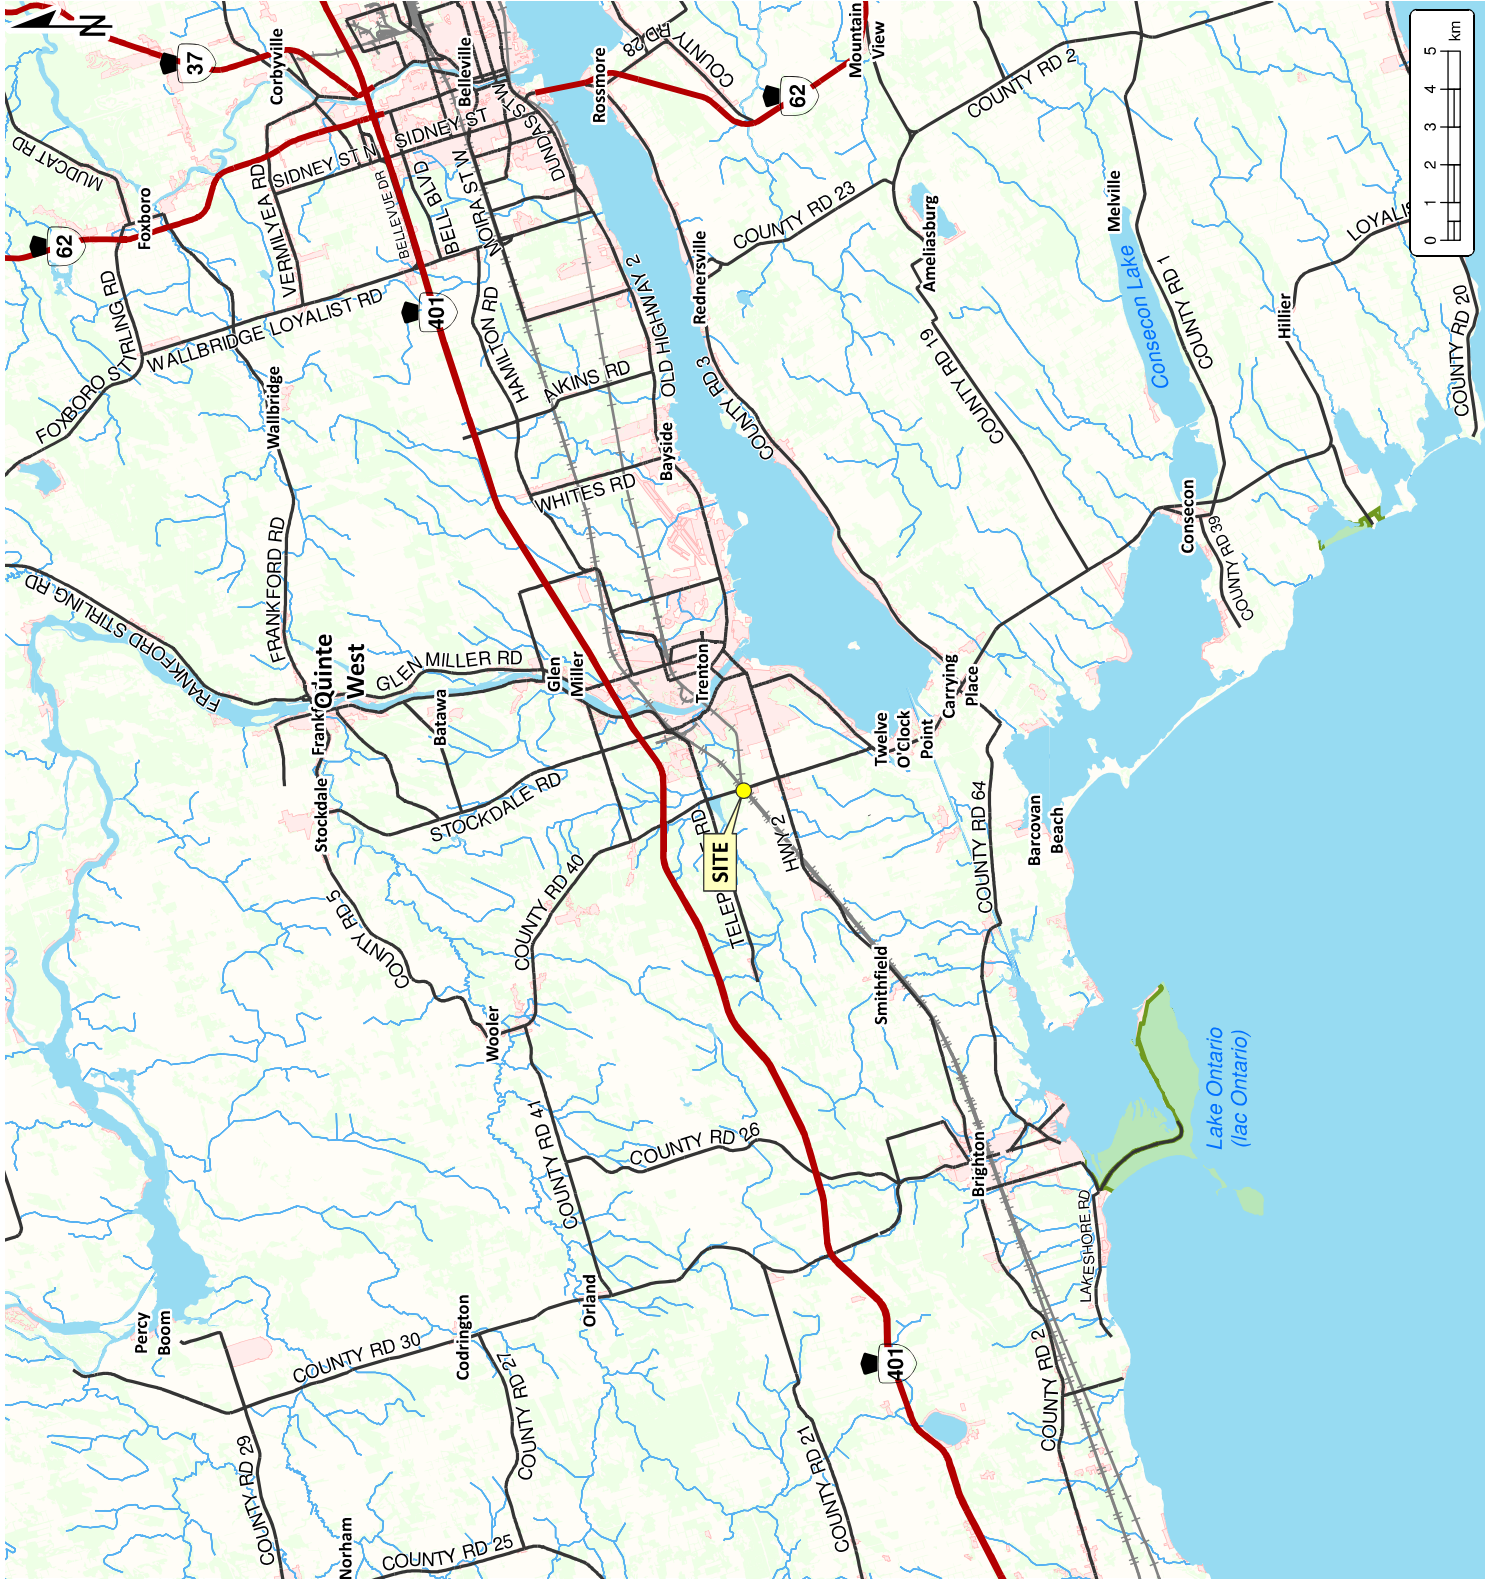 N
37
Corbyville
62
Foxboro
MUDCAT RD
FOXBORO STIRLING RD
VERMILYEA RD
SIDNEY ST N
SIDNEY ST
BELLEVUE DR
BELL BLVD
MOIRA ST W
DUNDAS ST W
Belleville
Rossmore
COUNTY RD 28
62
Mountain
View
COUNTY RD 2
5
4
3
2
1
0
km
WALLBRIDGE LOYALIST RD
401
HAMILTON RD
AIKINS RD
OLD HIGHWAY 2
Rednersville
COUNTY RD 23
Ameliasburg
COUNTY RD 3
COUNTY RD 19
Melville
Consecon Lake
COUNTY RD 1
LOYALIS
Hillier
COUNTY RD 20
Wallbridge
FRANKFORD RD
WHITES RD
Bayside
Consecon
COUNTY RD 39
FRANKFORD STIRLING RD
FRANKF
Quinte
West
Frankf
GLEN MILLER RD
Batawa
Glen
Miller
Trenton
Carrying
Place
Twelve
O'Clock
Point
Stockdale
STOCKDALE RD
COUNTY RD 5
COUNTY RD 40
SITE
TELEP
RD
HWY 2
COUNTY RD 64
Barcovan
Beach
Smithfield
Wooler
COUNTY RD 41
COUNTY RD 26
Brighton
LAKESHORE RD
Lake Ontario
(lac Ontario)
Percy
Boom
COUNTY RD 30
Codrington
Orland
COUNTY RD 27
COUNTY RD 29
401
COUNTY RD 21
COUNTY RD 2
Norham
COUNTY RD 25